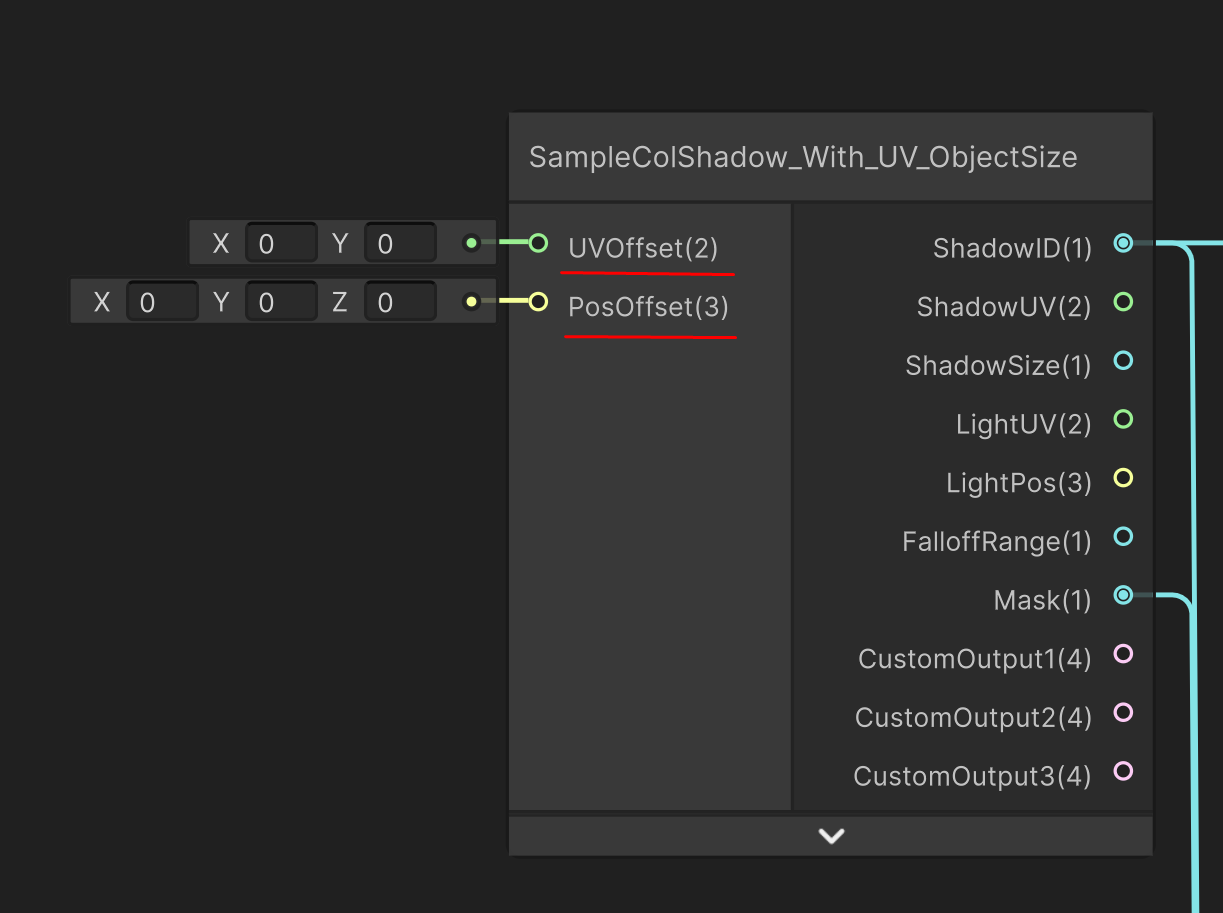 SampleColShadow_With_UV_ObjectSize
X 0 Y 0
UVOffset(2)
ShadowID(1)
X 0 Y 0 Z 0
PosOffset(3)
ShadowUV(2)
ShadowSize(1)
LightUV(2)
LightPos(3)
FalloffRange(1)
Mask(1)
CustomOutput1(4)
CustomOutput2(4)
CustomOutput3(4)